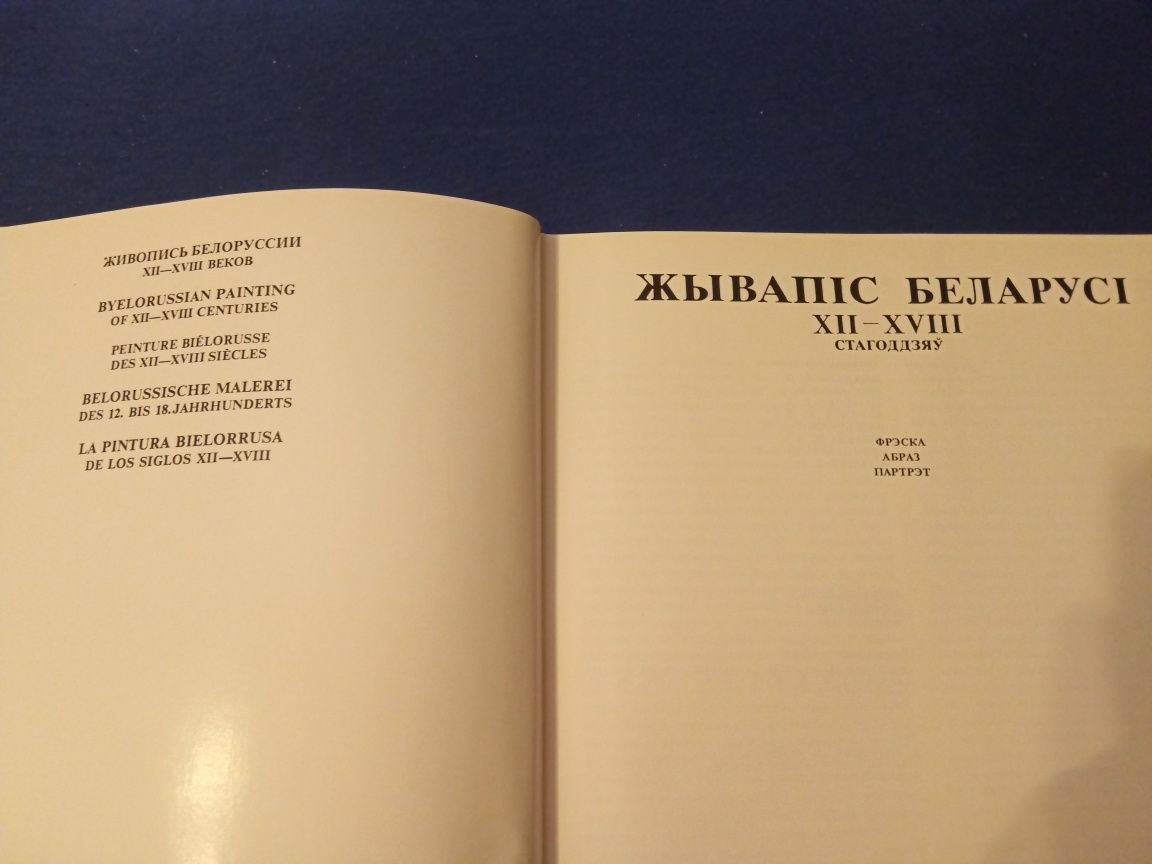 ЖИВОПИСЬ БЕЛОРУССИИ
XII—XVIII ВЕКОВ
BYELORUSSIAN PAINTING
OF XII—XVIII CENTURIES
PEINTURE BIÉLORUSSE
DES XII—XVIII SIÈCLES
BELORUSSISCHE MALEREI
DES 12. BIS 18. JAHRHUNDERTS
LA PINTURA BIELORRUSA
DE LOS SIGLOS XII—XVIII
ЖЫВАПІС БЕЛАРУСІ
XII–XVIII
СТАГОДДЗЯЎ
ФРЭСКА
АБРАЗ
ПАРТРЭТ